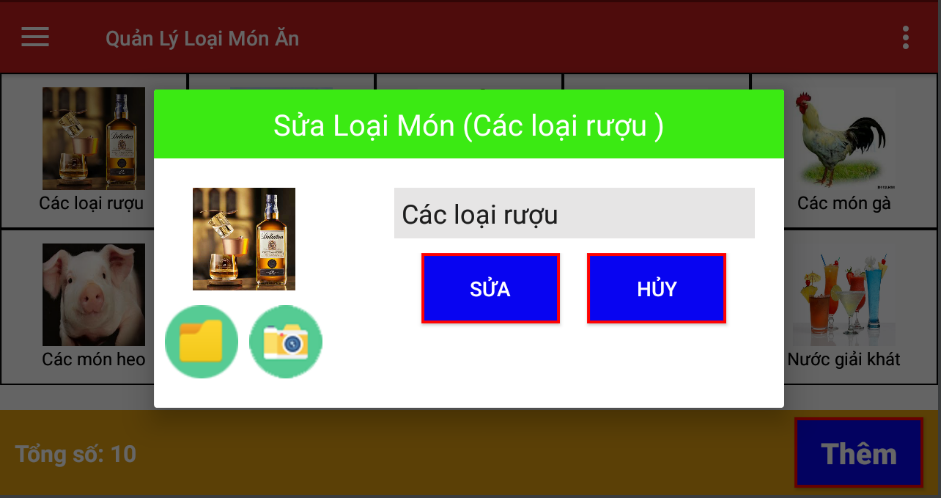 Quản Lý Loại Món Ăn
Sửa Loại Món (Các loại rượu )
Các loại rượu
Các loại rượu
Các món gà
SỬA
HỦY
Các món heo
Nước giải khát
Tổng số: 10
Thêm